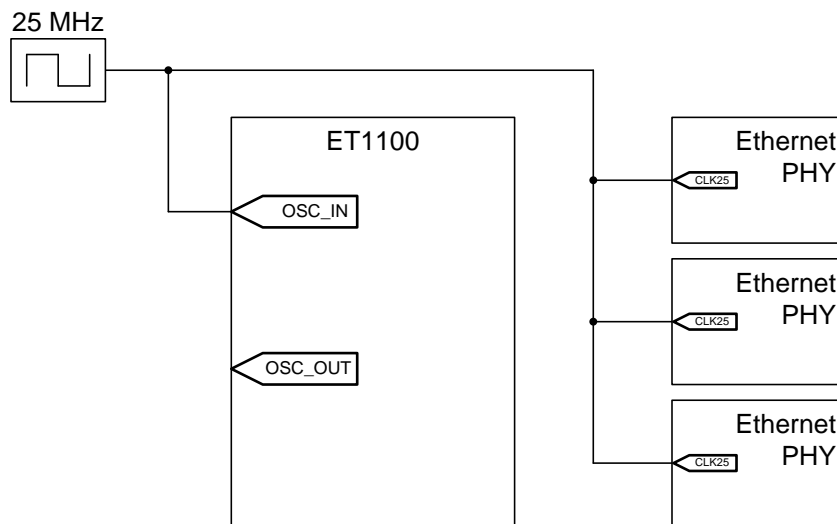 25 MHz
ET1100
OSC_IN
OSC_OUT
Ethernet
PHY
CLK25
Ethernet
PHY
CLK25
Ethernet
PHY
CLK25